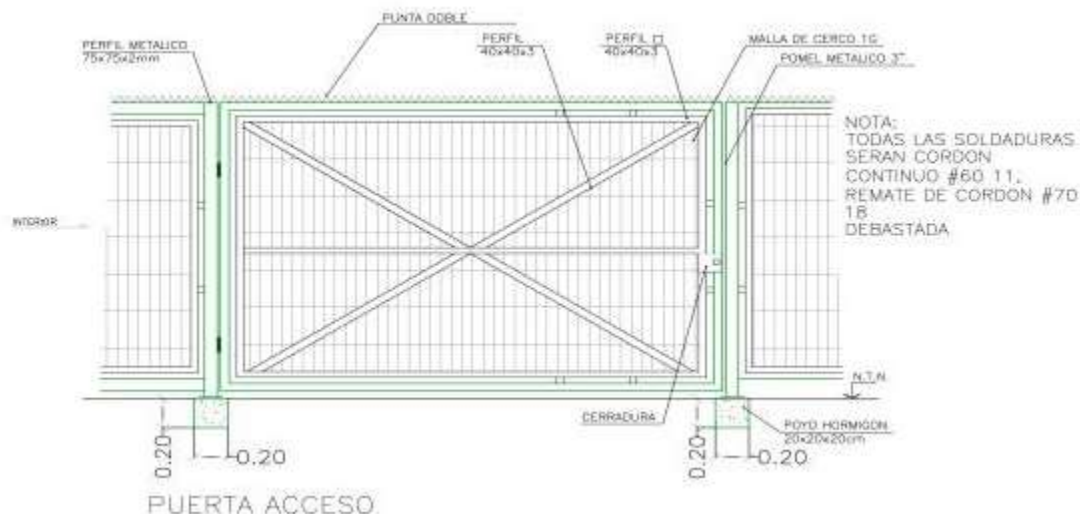 PUNTA DOBLE
PERFIL METALICO
75x75x2mm
PERFIL
40x40x3
PERFIL □
40x40x3
MALLA DE CERCO 1G
POMEL METALICO 3"
NOTA:
TODAS LAS SOLDADURAS
SERAN CORDON
CONTINUO #60 11,
REMATE DE CORDON #70
18
DEBASTADA
INTERIOR
N.T.N.
CERRADURA
POYO HORMIGON
20x20x20cm
0.20
0.20
0.20
0.20
PUERTA ACCESO